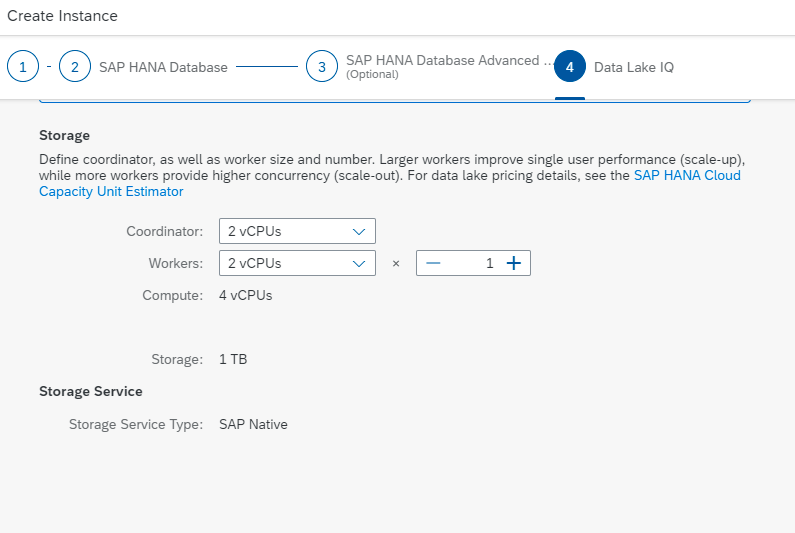 Create Instance
1 - 2 SAP HANA Database 3 SAP HANA Database Advanced ... 4 Data Lake IQ
(Optional)
Storage
Define coordinator, as well as worker size and number. Larger workers improve single user performance (scale-up),
while more workers provide higher concurrency (scale-out). For data lake pricing details, see the SAP HANA Cloud
Capacity Unit Estimator
Coordinator: 2 vCPUs
Workers: 2 vCPUs × — 1 +
Compute: 4 vCPUs
Storage: 1 TB
Storage Service
Storage Service Type: SAP Native